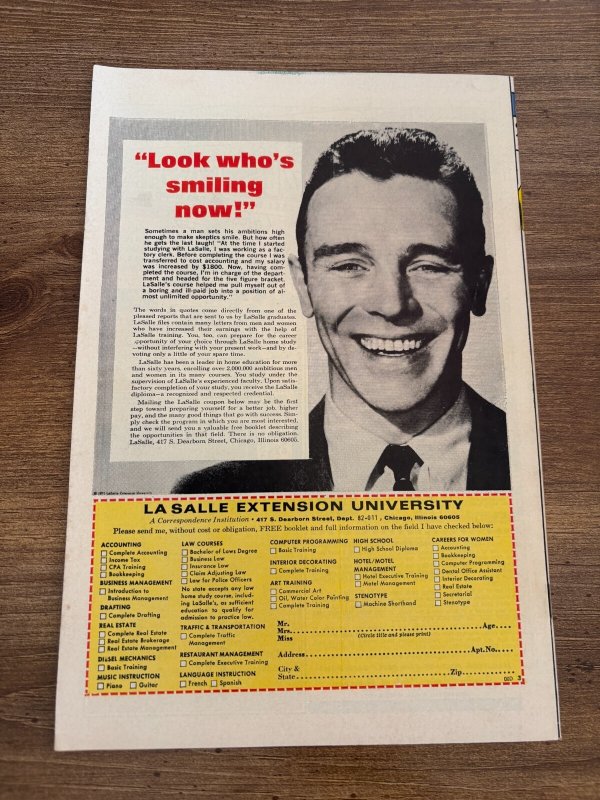 “Look who’s
smiling
now!”
Sometimes a man sets his ambitions high
enough to make skeptics smile. But how often
he gets the last laugh! “At the time I started
studying with LaSalle, I was working as a fac-
tory clerk. Before completing the course I was
transferred to cost accounting and my salary
was increased by $1800. Now, having com-
pleted the course, I’m in charge of the depart-
ment and headed for the five figure bracket.
LaSalle’s course helped me pull myself out of
a boring and ill-paid job into a position of al-
most unlimited opportunity.”
The words in quotes come directly from one of the
pleased reports that are sent to us by LaSalle graduates.
LaSalle files contain many letters from men and women
who have increased their earnings with the help of
LaSalle training. You, too, can prepare for the career
opportunity of your choice through LaSalle home study
—without interfering with your present work—and by de-
voting only a little of your spare time.
LaSalle has been a leader in home education for more
than sixty years, enrolling over 2,000,000 ambitious men
and women in its many courses. You study under the
supervision of LaSalle’s experienced faculty. Upon satis-
factory completion of your study, you receive the LaSalle
diploma—a recognized and respected credential.
Mailing the LaSalle coupon below may be the first
step toward preparing yourself for a better job, higher
pay, and the many good things that go with success. Sim-
ply check the program in which you are most interested,
and we will send you a valuable free booklet describing
the opportunities in that field. There is no obligation.
LaSalle, 417 S. Dearborn Street, Chicago, Illinois 60605.
LA SALLE EXTENSION UNIVERSITY
A Correspondence Institution • 417 S. Dearborn Street, Dept. 82-011, Chicago, Illinois 60605
Please send me, without cost or obligation, FREE booklet and full information on the field I have checked below:
ACCOUNTING
Complete Accounting
Income Tax
CPA Training
Bookkeeping
BUSINESS MANAGEMENT
Introduction to
Business Management
DRAFTING
Complete Drafting
REAL ESTATE
Complete Real Estate
Real Estate Brokerage
Real Estate Management
DIESEL MECHANICS
Basic Training
MUSIC INSTRUCTION
Piano Guitar
LAW COURSES
Bachelor of Laws Degree
Business Law
Insurance Law
Claim Adjusting Law
Law for Police Officers
No state accepts any law
home study course, includ-
ing LaSalle’s, as sufficient
education to qualify for
admission to practice law.
TRAFFIC & TRANSPORTATION
Complete Traffic
Management
RESTAURANT MANAGEMENT
Complete Executive Training
LANGUAGE INSTRUCTION
French Spanish
COMPUTER PROGRAMMING
Basic Training
INTERIOR DECORATING
Complete Training
ART TRAINING
Commercial Art
Oil, Water Color Painting
Complete Training
HIGH SCHOOL
High School Diploma
HOTEL/MOTEL
MANAGEMENT
Hotel Executive Training
Motel Management
STENOTYPE
Machine Shorthand
CAREERS FOR WOMEN
Accounting
Bookkeeping
Computer Programming
Dental Office Assistant
Interior Decorating
Real Estate
Secretarial
Stenotype
Mr.
Mrs. Age
Miss (Circle title and please print)
Address Apt.No.
City &
State Zip